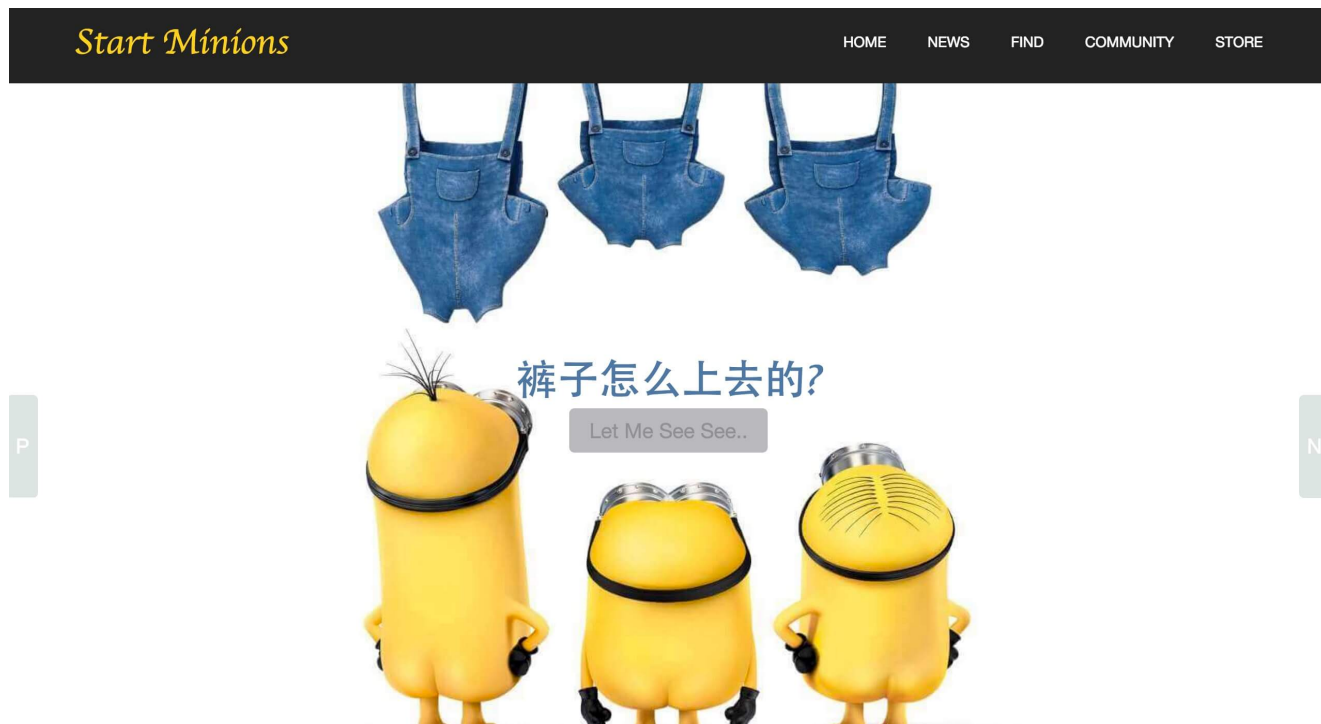 Start Minions
HOME NEWS FIND COMMUNITY STORE
裤子怎么上去的?
Let Me See See..
P
N